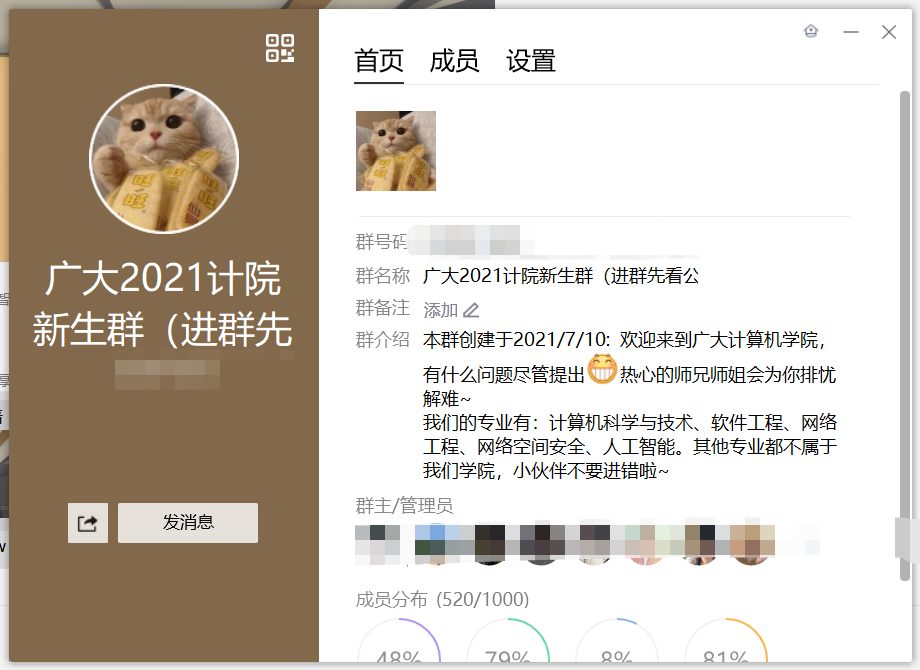 首页 成员 设置
旺
旺
广大2021计院
新生群（进群先
发消息
群号码
群名称 广大2021计院新生群（进群先看公
群备注 添加
群介绍 本群创建于2021/7/10: 欢迎来到广大计算机学院，
有什么问题尽管提出😁热心的师兄师姐会为你排忧
解难~
我们的专业有：计算机科学与技术、软件工程、网络
工程、网络空间安全、人工智能。其他专业都不属于
我们学院，小伙伴不要进错啦~
群主/管理员
成员分布 (520/1000)
48% 79% 8% 81%